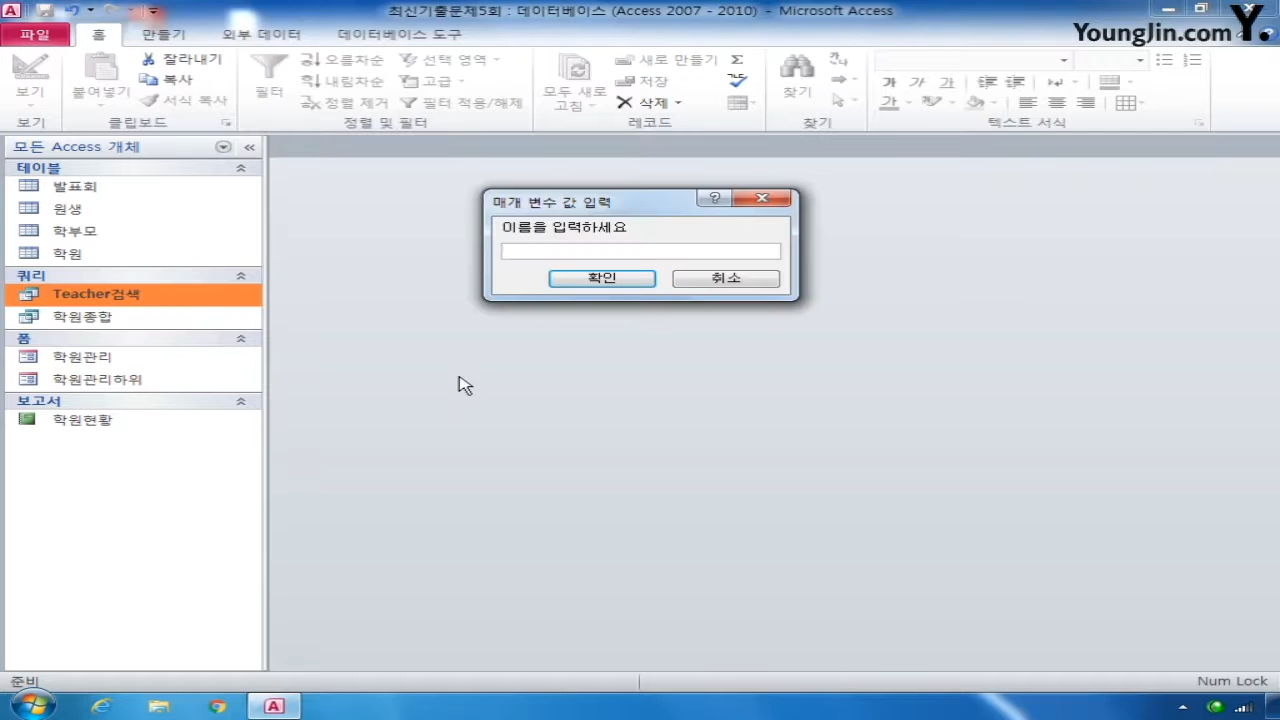 최신기출문제5회 : 데이터베이스 (Access 2007 - 2010) - Microsoft Access
YoungJin.com Y.
파일 홈 만들기 외부 데이터 데이터베이스 도구
보기
보기
붙여넣기
잘라내기
복사
서식 복사
클립보드
필터
오름차순
내림차순
정렬 제거
선택 영역
고급
필터 적용/해제
정렬 및 필터
모두 새로
고침
새로 만들기
저장
삭제
레코드
찾기
찾기
가 가 가
가
텍스트 서식
모든 Access 개체
테이블
발표회
원생
학부모
학원
쿼리
Teacher검색
학원종합
폼
학원관리
학원관리하위
보고서
학원현황
매개 변수 값 입력
이름을 입력하세요
확인 취소
준비
Num Lock